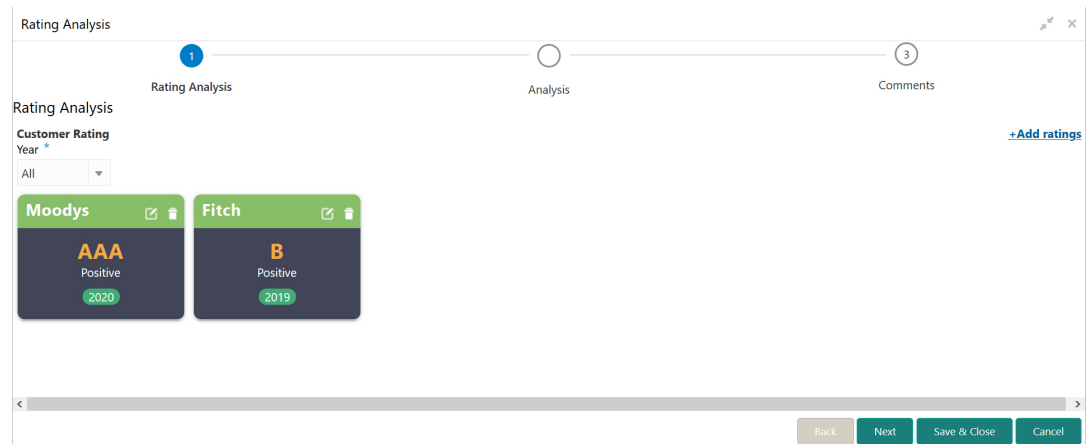 Rating Analysis
1
3
Rating Analysis
Analysis
Comments
Rating Analysis
Customer Rating
+Add ratings
Year *
All
Moodys
Fitch
AAA
B
Positive
Positive
2020
2019
Back
Next
Save & Close
Cancel